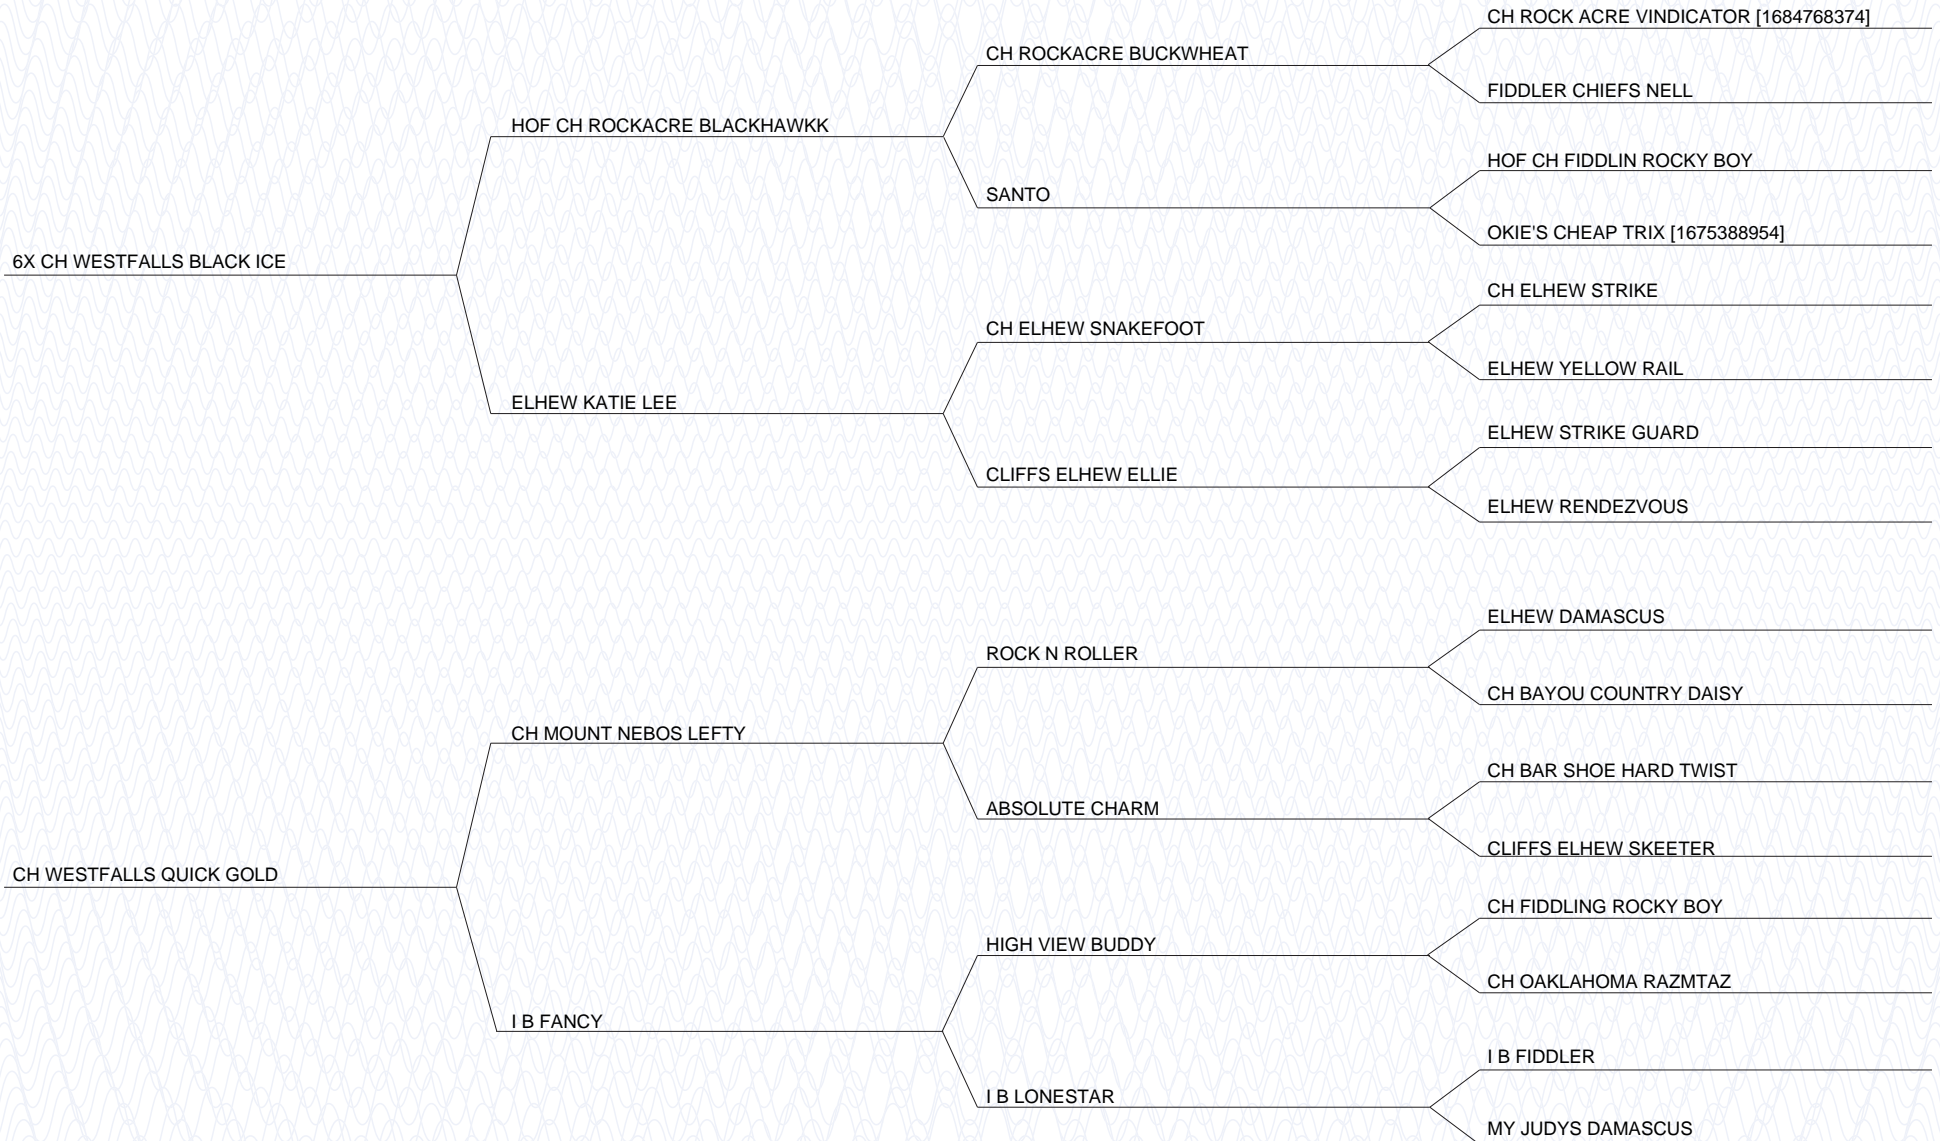 CH ROCK ACRE VINDICATOR [1684768374]
CH ROCKACRE BUCKWHEAT
FIDDLER CHIEFS NELL
HOF CH ROCKACRE BLACKHAWKK
HOF CH FIDDLIN ROCKY BOY
SANTO
OKIE'S CHEAP TRIX [1675388954]
6X CH WESTFALLS BLACK ICE
CH ELHEW STRIKE
CH ELHEW SNAKEFOOT
ELHEW YELLOW RAIL
ELHEW KATIE LEE
ELHEW STRIKE GUARD
CLIFFS ELHEW ELLIE
ELHEW RENDEZVOUS
ELHEW DAMASCUS
ROCK N ROLLER
CH BAYOU COUNTRY DAISY
CH MOUNT NEBOS LEFTY
CH BAR SHOE HARD TWIST
ABSOLUTE CHARM
CLIFFS ELHEW SKEETER
CH WESTFALLS QUICK GOLD
CH FIDDLING ROCKY BOY
HIGH VIEW BUDDY
CH OAKLAHOMA RAZMTAZ
I B FANCY
I B FIDDLER
I B LONESTAR
MY JUDYS DAMASCUS